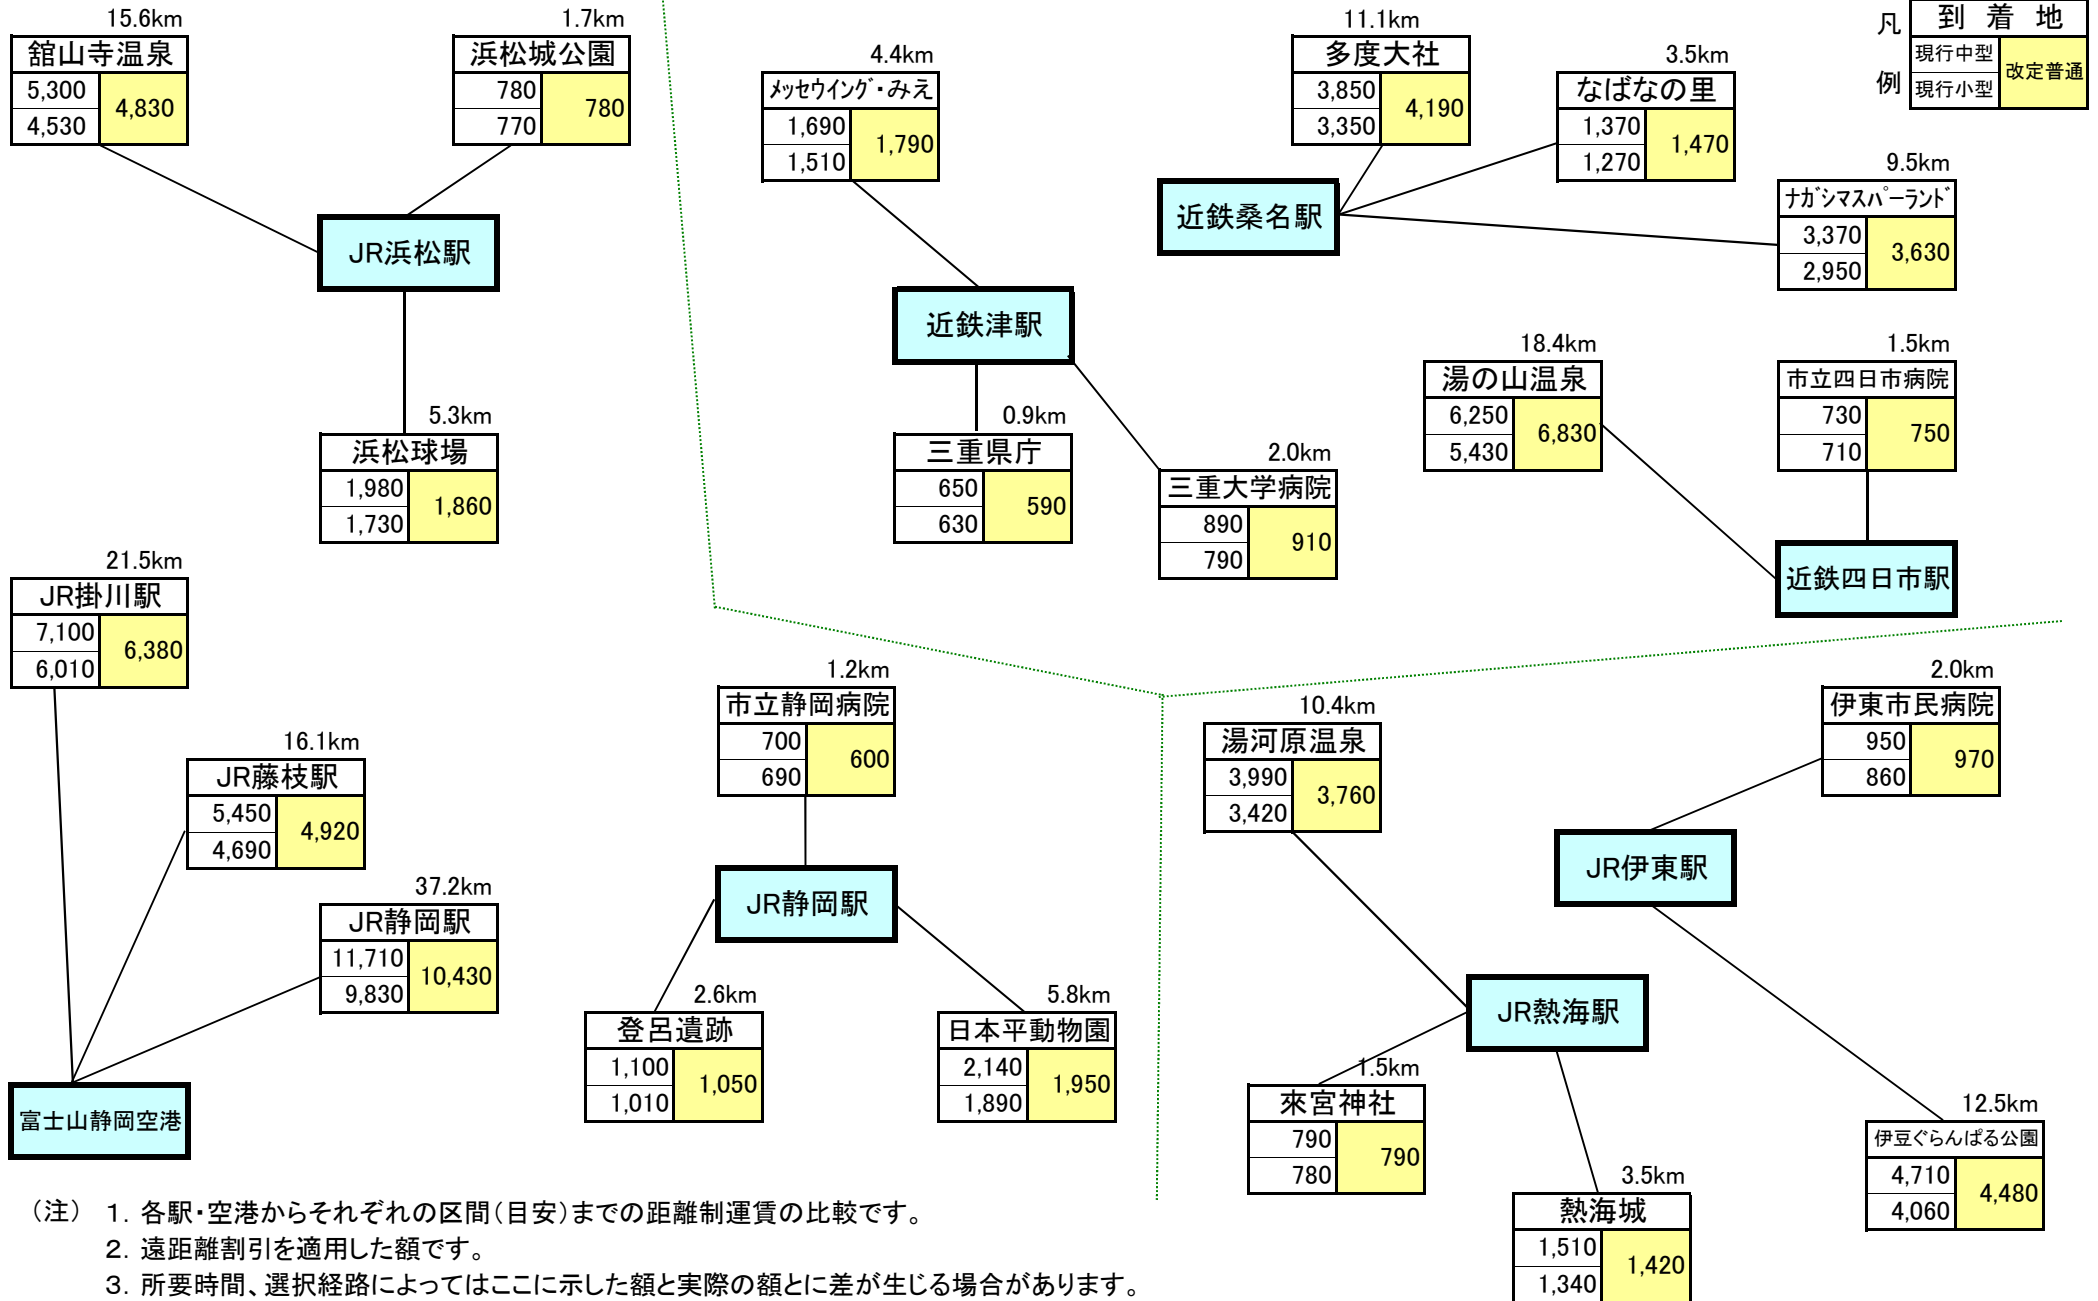 15.6km
舘山寺温泉
5,300
4,530
4,830
1.7km
浜松城公園
780
770
780
JR浜松駅
5.3km
浜松球場
1,980
1,730
1,860
4.4km
メッセウイング・みえ
1,690
1,510
1,790
近鉄津駅
0.9km
三重県庁
650
630
590
2.0km
三重大学病院
890
790
910
11.1km
多度大社
3,850
3,350
4,190
3.5km
なばなの里
1,370
1,270
1,470
9.5km
ナガシマスパーランド
3,370
2,950
3,630
近鉄桑名駅
凡例
到着地
現行中型
現行小型
改定普通
18.4km
湯の山温泉
6,250
5,430
6,830
1.5km
市立四日市病院
730
710
750
近鉄四日市駅
21.5km
JR掛川駅
7,100
6,010
6,380
16.1km
JR藤枝駅
5,450
4,690
4,920
37.2km
JR静岡駅
11,710
9,830
10,430
富士山静岡空港
1.2km
市立静岡病院
700
690
600
JR静岡駅
2.6km
登呂遺跡
1,100
1,010
1,050
5.8km
日本平動物園
2,140
1,890
1,950
10.4km
湯河原温泉
3,990
3,420
3,760
2.0km
伊東市民病院
950
860
970
JR伊東駅
JR熱海駅
1.5km
來宮神社
790
780
790
3.5km
熱海城
1,510
1,340
1,420
12.5km
伊豆ぐらんぱる公園
4,710
4,060
4,480
（注） 1. 各駅・空港からそれぞれの区間（目安）までの距離制運賃の比較です。
2. 遠距離割引を適用した額です。
3. 所要時間、選択経路によってはここに示した額と実際の額とに差が生じる場合があります。